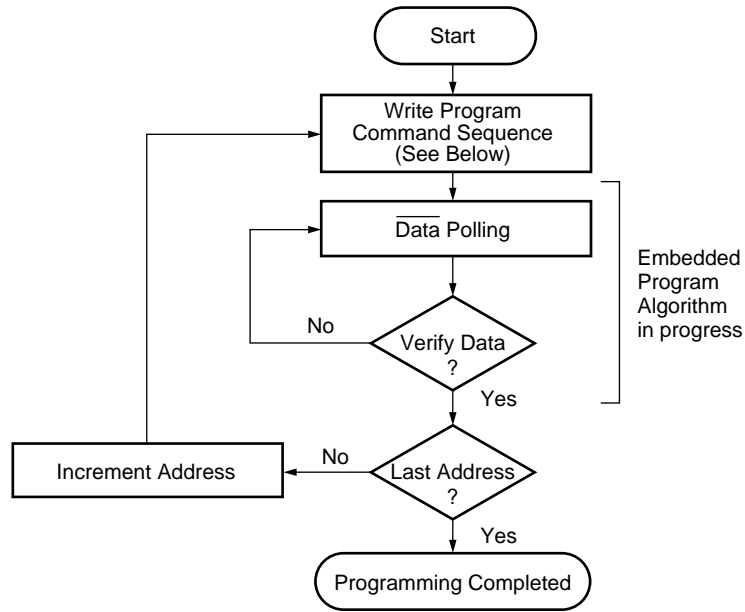 Start
Write Program
Command Sequence
(See Below)
Data Polling
Embedded
Program
Algorithm
in progress
No
Verify Data
?
Yes
Increment Address
No
Last Address
?
Yes
Programming Completed